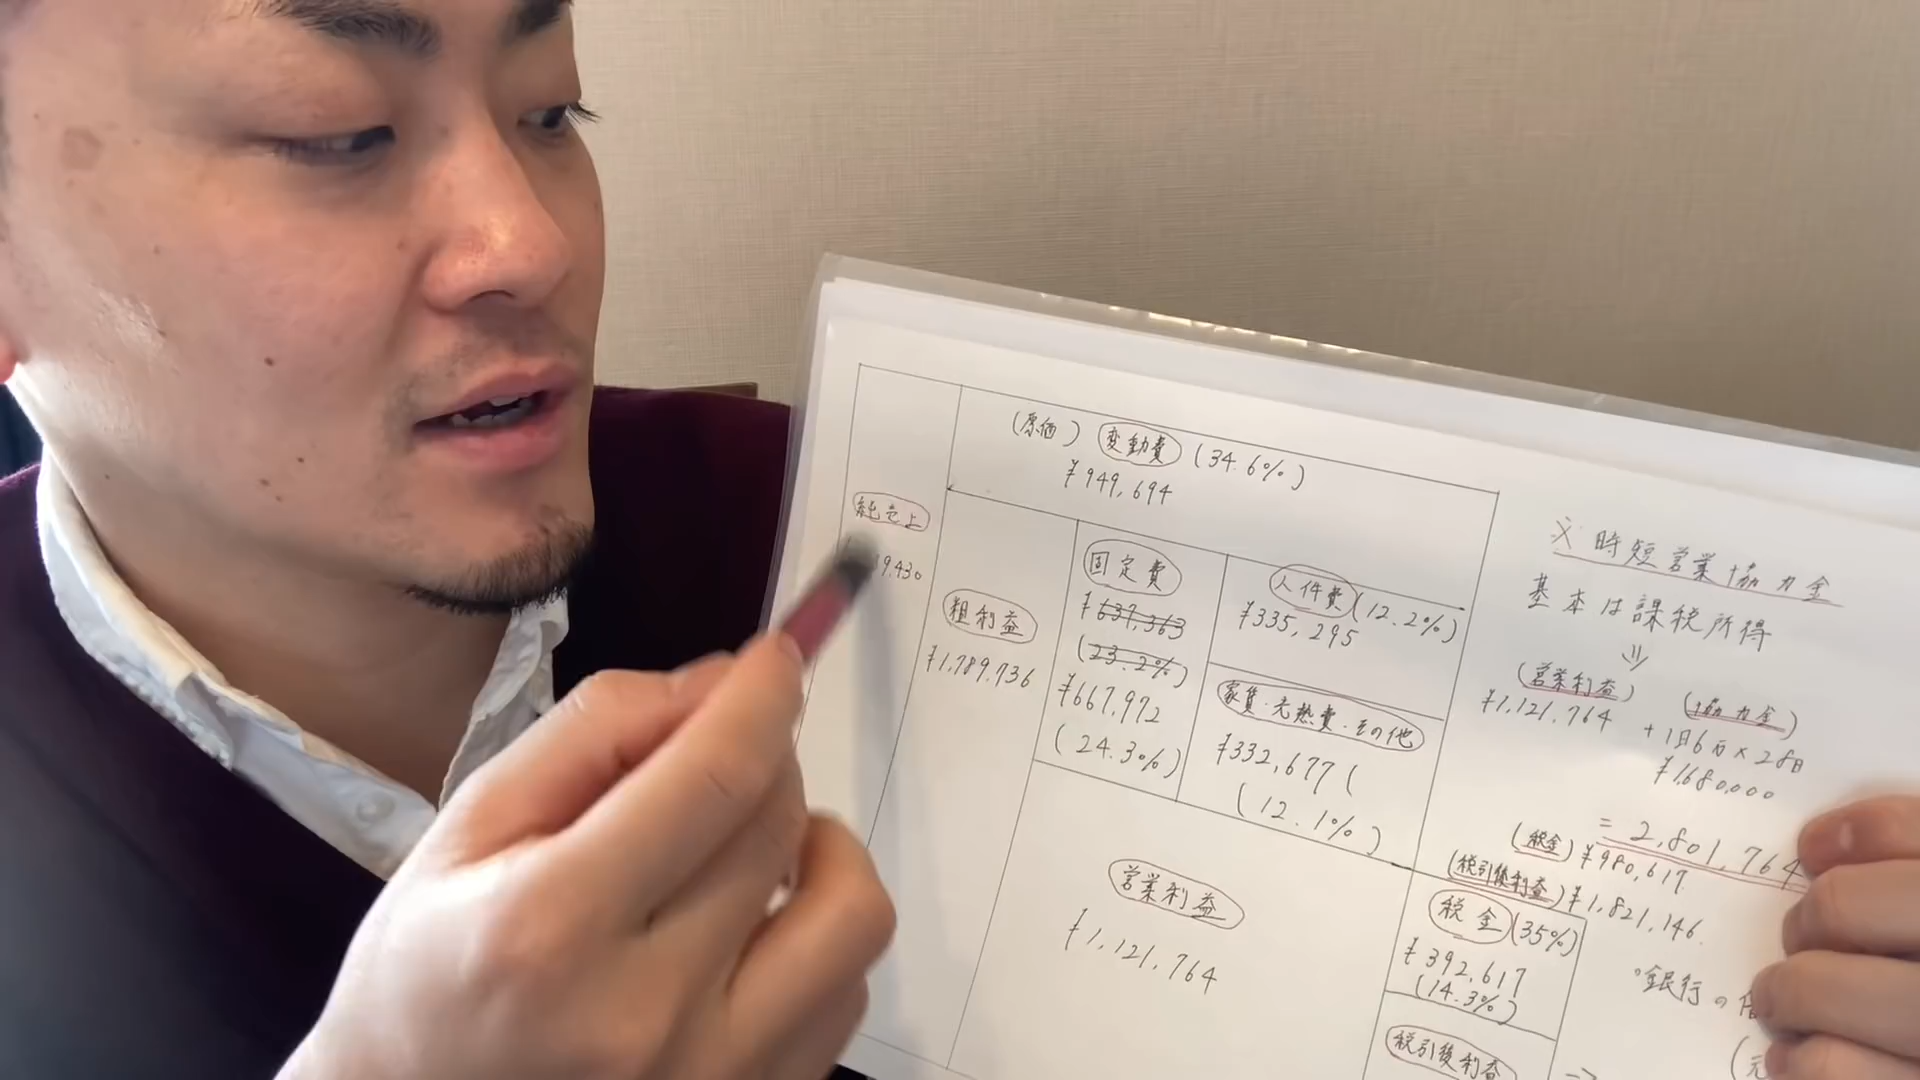 (原価) 変動費 (34.6%)
¥949,694
純売上
39,430
粗利益
¥1,789,736
固定費
¥637,363
(23.2%)
¥667,972
(24.3%)
人件費 (12.2%)
¥335,295
家賃・光熱費・その他
¥332,677 (
(12.1%)
営業利益
¥1,121,764
税金 (35%)
¥392,617
(14.3%)
税引後利益
※時短営業協力金
基本は課税所得
(営業利益)
¥1,121,764
(協力金)
+1日6万×28日
¥1,680,000
=2,801,764
(税金) ¥980,617
(税引後利益) ¥1,821,146.
°銀行の借
(元